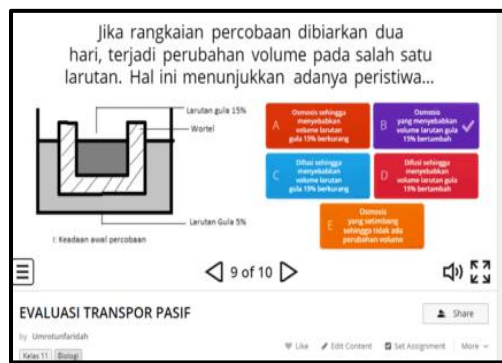 Jika rangkaian percobaan dibiarkan dua
hari, terjadi perubahan volume pada salah satu
larutan. Hal ini menunjukkan adanya peristiwa...
Larutan gula 15%
Wortel
Larutan Gula 5%
I: Keadaan awal percobaan
A
Osmosis sehingga
menyebabkan
volume larutan
gula 15% berkurang
B
Osmosis
yang menyebabkan
volume larutan gula
15% bertambah
C
Difusi sehingga
menyebabkan
volume larutan
gula 15% berkurang
D
Difusi sehingga
menyebabkan
volume larutan gula
15% bertambah
E
Osmosis
yang setimbang
sehingga tidak ada
perubahan volume
9 of 10
EVALUASI TRANSPOR PASIF
Share
by Umrotunfaridah
Like
Edit Content
Set Assignment
More
Kelas 11
Biologi